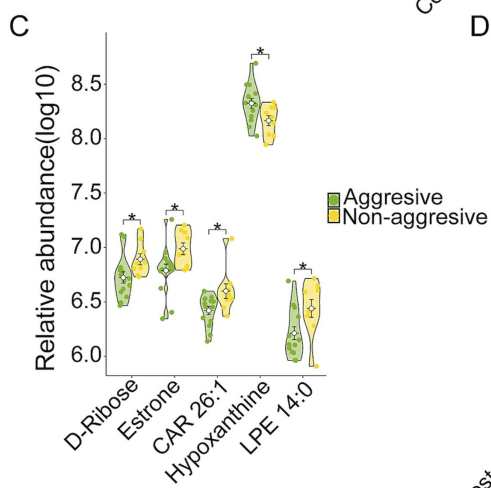 C
D
Relative abundance(log10)
8.5
8.0
7.5
7.0
6.5
6.0
*
*
*
*
*
Aggresive
Non-aggresive
D-Ribose
Estrone
CAR 26:1
Hypoxanthine
LPE 14:0